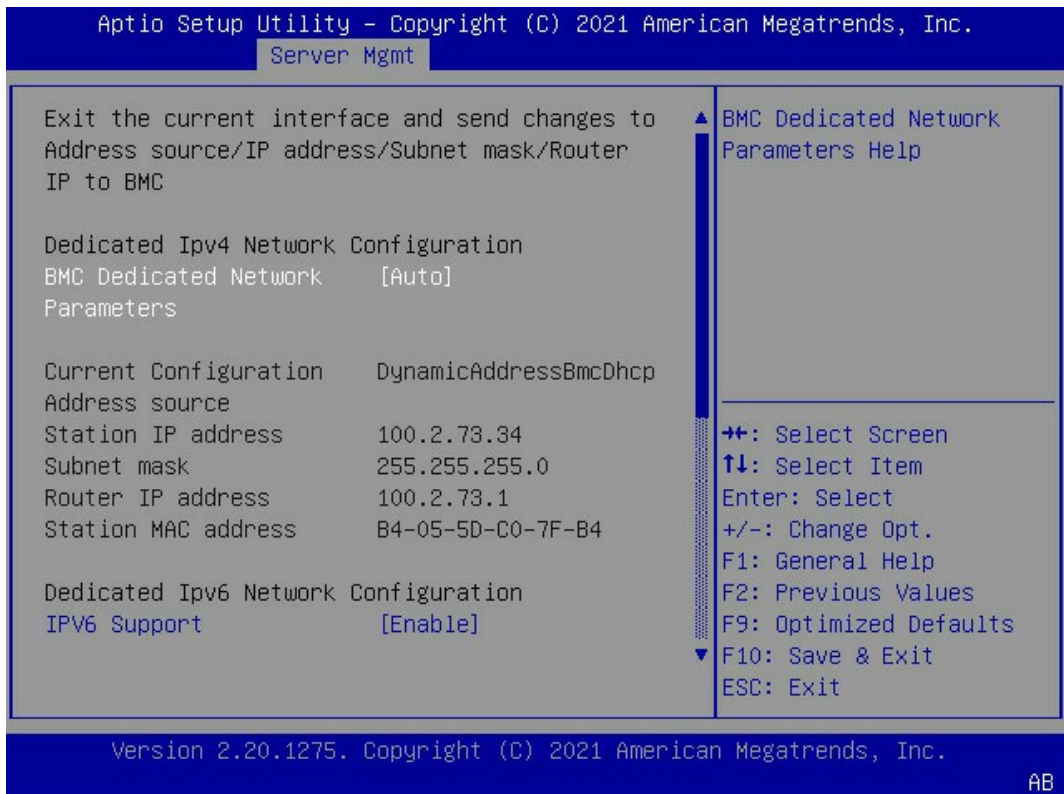 Aptio Setup Utility – Copyright (C) 2021 American Megatrends, Inc.
Server Mgmt
Exit the current interface and send changes to
Address source/IP address/Subnet mask/Router
IP to BMC
Dedicated Ipv4 Network Configuration
BMC Dedicated Network [Auto]
Parameters
Current Configuration DynamicAddressBmcDhcp
Address source
Station IP address 100.2.73.34
Subnet mask 255.255.255.0
Router IP address 100.2.73.1
Station MAC address B4-05-5D-C0-7F-B4
Dedicated Ipv6 Network Configuration
IPV6 Support [Enable]
BMC Dedicated Network
Parameters Help
→←: Select Screen
↑↓: Select Item
Enter: Select
+/-: Change Opt.
F1: General Help
F2: Previous Values
F9: Optimized Defaults
F10: Save & Exit
ESC: Exit
Version 2.20.1275. Copyright (C) 2021 American Megatrends, Inc.
AB